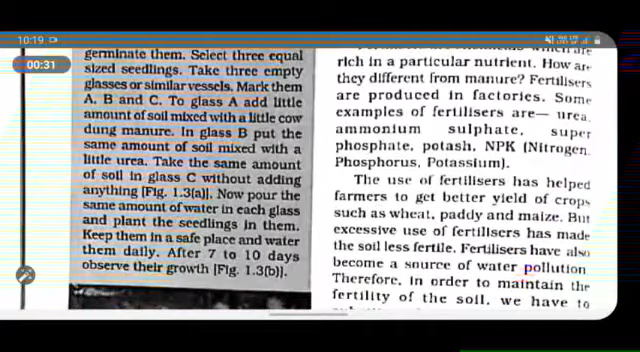 10:19
00:31
germinate them. Select three equal
sized seedlings. Take three empty
glasses or similar vessels. Mark them
A, B and C. To glass A add little
amount of soil mixed with a little cow
dung manure. In glass B put the
same amount of soil mixed with a
little urea. Take the same amount
of soil in glass C without adding
anything [Fig. 1.3(a)]. Now pour the
same amount of water in each glass
and plant the seedlings in them.
Keep them in a safe place and water
them daily. After 7 to 10 days
observe their growth [Fig. 1.3(b)].
which are
rich in a particular nutrient. How are
they different from manure? Fertilisers
are produced in factories. Some
examples of fertilisers are— urea,
ammonium sulphate, super
phosphate, potash, NPK (Nitrogen,
Phosphorus, Potassium).
The use of fertilisers has helped
farmers to get better yield of crops
such as wheat, paddy and maize. But
excessive use of fertilisers has made
the soil less fertile. Fertilisers have also
become a source of water pollution
Therefore, in order to maintain the
fertility of the soil, we have to